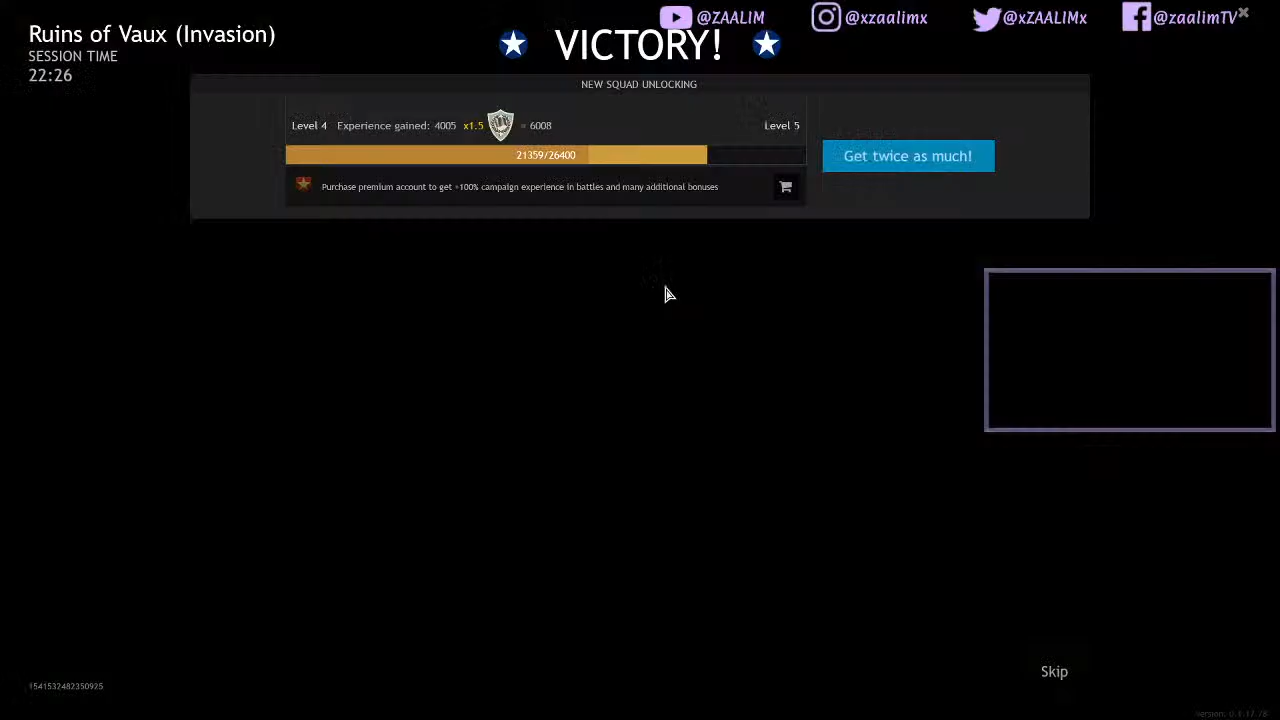 @ZAALIM @xzaalimx @xZAALIMx @zaalimTV
Ruins of Vaux (Invasion)
VICTORY!
SESSION TIME
22:26
NEW SQUAD UNLOCKING
Level 4 Experience gained: 4005 x1.5 = 6008 Level 5
21359/26400
Get twice as much!
Purchase premium account to get +100% campaign experience in battles and many additional bonuses
Skip